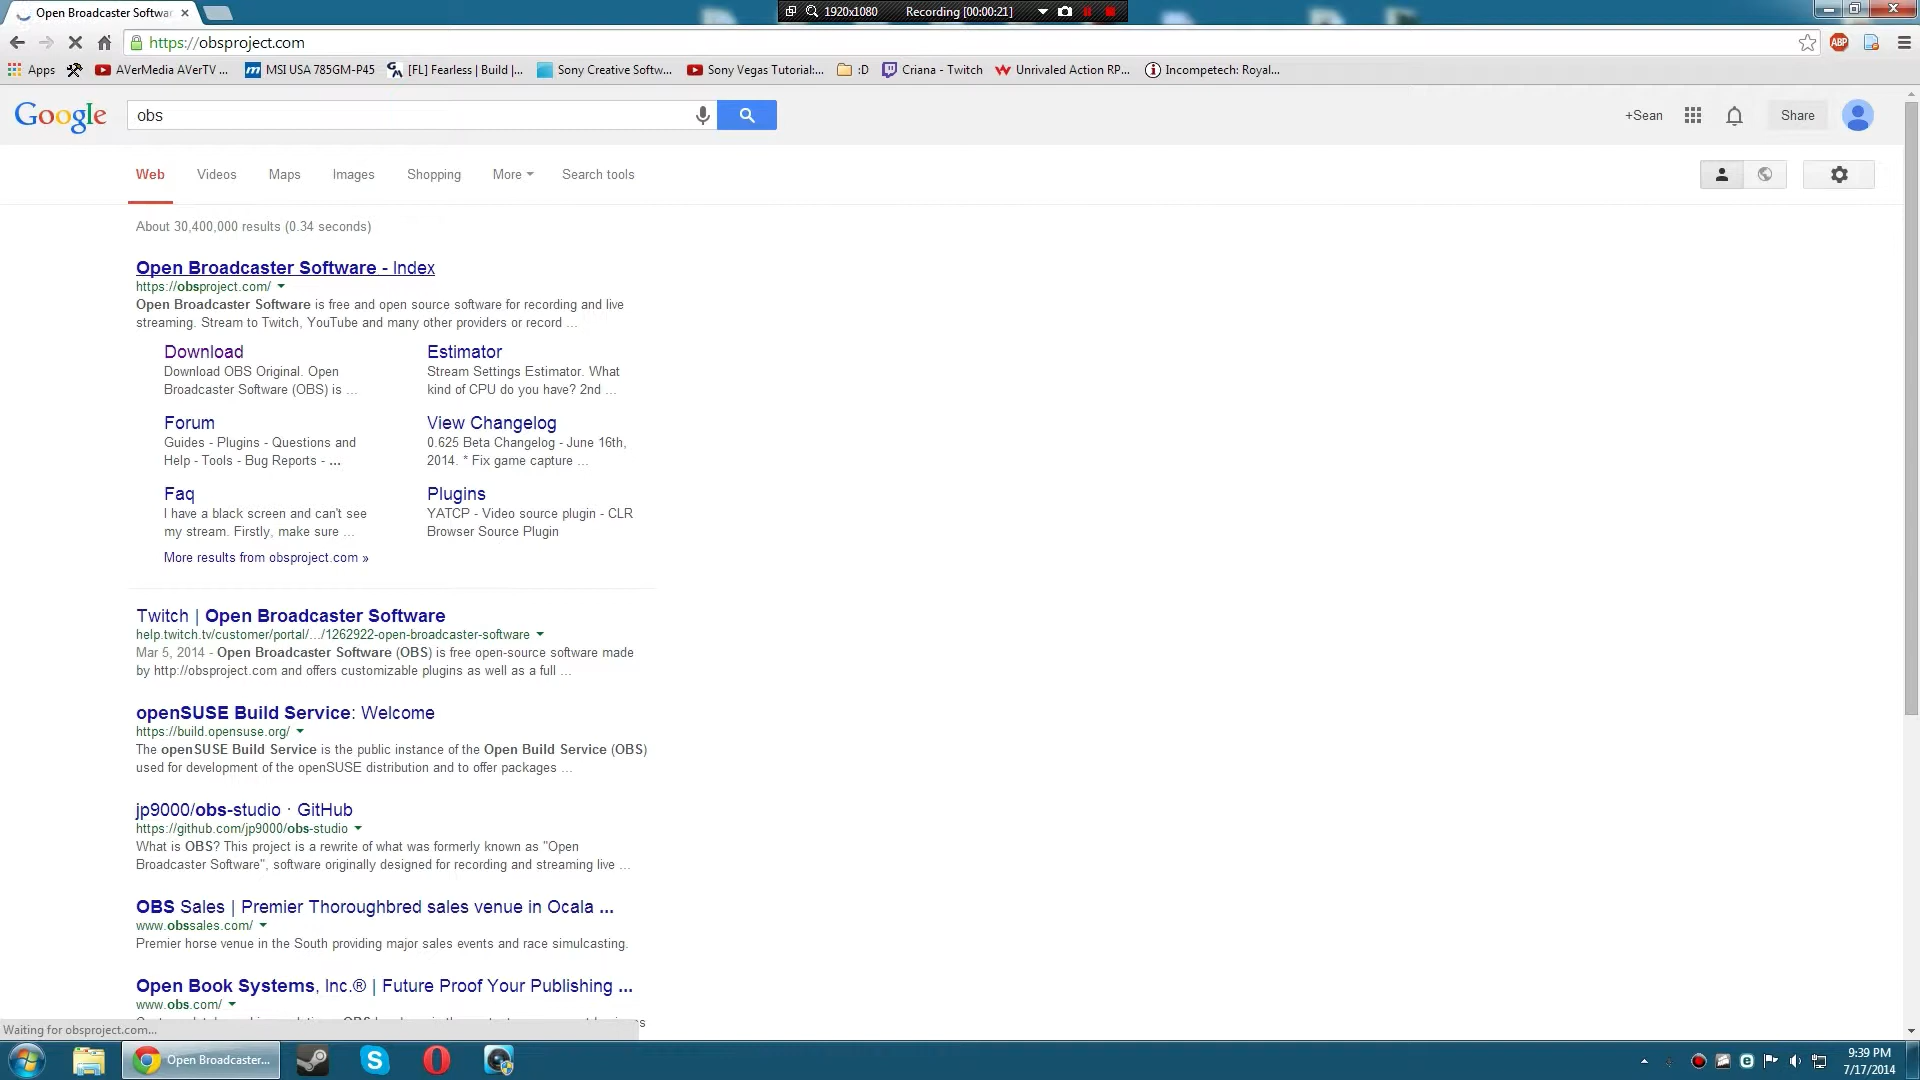 Open Broadcaster Softwar
1920x1080
Recording [00:00:21]
https://obsproject.com
ABP
Apps
AVerMedia AVerTV ...
MSI USA 785GM-P45
[FL] Fearless | Build |...
Sony Creative Softw...
Sony Vegas Tutorial:...
:D
Criana - Twitch
Unrivaled Action RP...
Incompetech: Royal...
Google
obs
+Sean
Share
Web
Videos
Maps
Images
Shopping
More
Search tools
About 30,400,000 results (0.34 seconds)
Open Broadcaster Software - Index
https://obsproject.com/
Open Broadcaster Software is free and open source software for recording and live
streaming. Stream to Twitch, YouTube and many other providers or record ...
Download
Download OBS Original. Open
Broadcaster Software (OBS) is ...
Estimator
Stream Settings Estimator. What
kind of CPU do you have? 2nd ...
Forum
Guides - Plugins - Questions and
Help - Tools - Bug Reports - ...
View Changelog
0.625 Beta Changelog - June 16th,
2014. * Fix game capture ...
Faq
I have a black screen and can't see
my stream. Firstly, make sure ...
Plugins
YATCP - Video source plugin - CLR
Browser Source Plugin
More results from obsproject.com »
Twitch | Open Broadcaster Software
help.twitch.tv/customer/portal/.../1262922-open-broadcaster-software
Mar 5, 2014 - Open Broadcaster Software (OBS) is free open-source software made
by http://obsproject.com and offers customizable plugins as well as a full ...
openSUSE Build Service: Welcome
https://build.opensuse.org/
The openSUSE Build Service is the public instance of the Open Build Service (OBS)
used for development of the openSUSE distribution and to offer packages ...
jp9000/obs-studio · GitHub
https://github.com/jp9000/obs-studio
What is OBS? This project is a rewrite of what was formerly known as "Open
Broadcaster Software", software originally designed for recording and streaming live ...
OBS Sales | Premier Thoroughbred sales venue in Ocala ...
www.obssales.com/
Premier horse venue in the South providing major sales events and race simulcasting.
Open Book Systems, Inc.® | Future Proof Your Publishing ...
www.obs.com/
Waiting for obsproject.com...
Open Broadcaster...
9:39 PM
7/17/2014